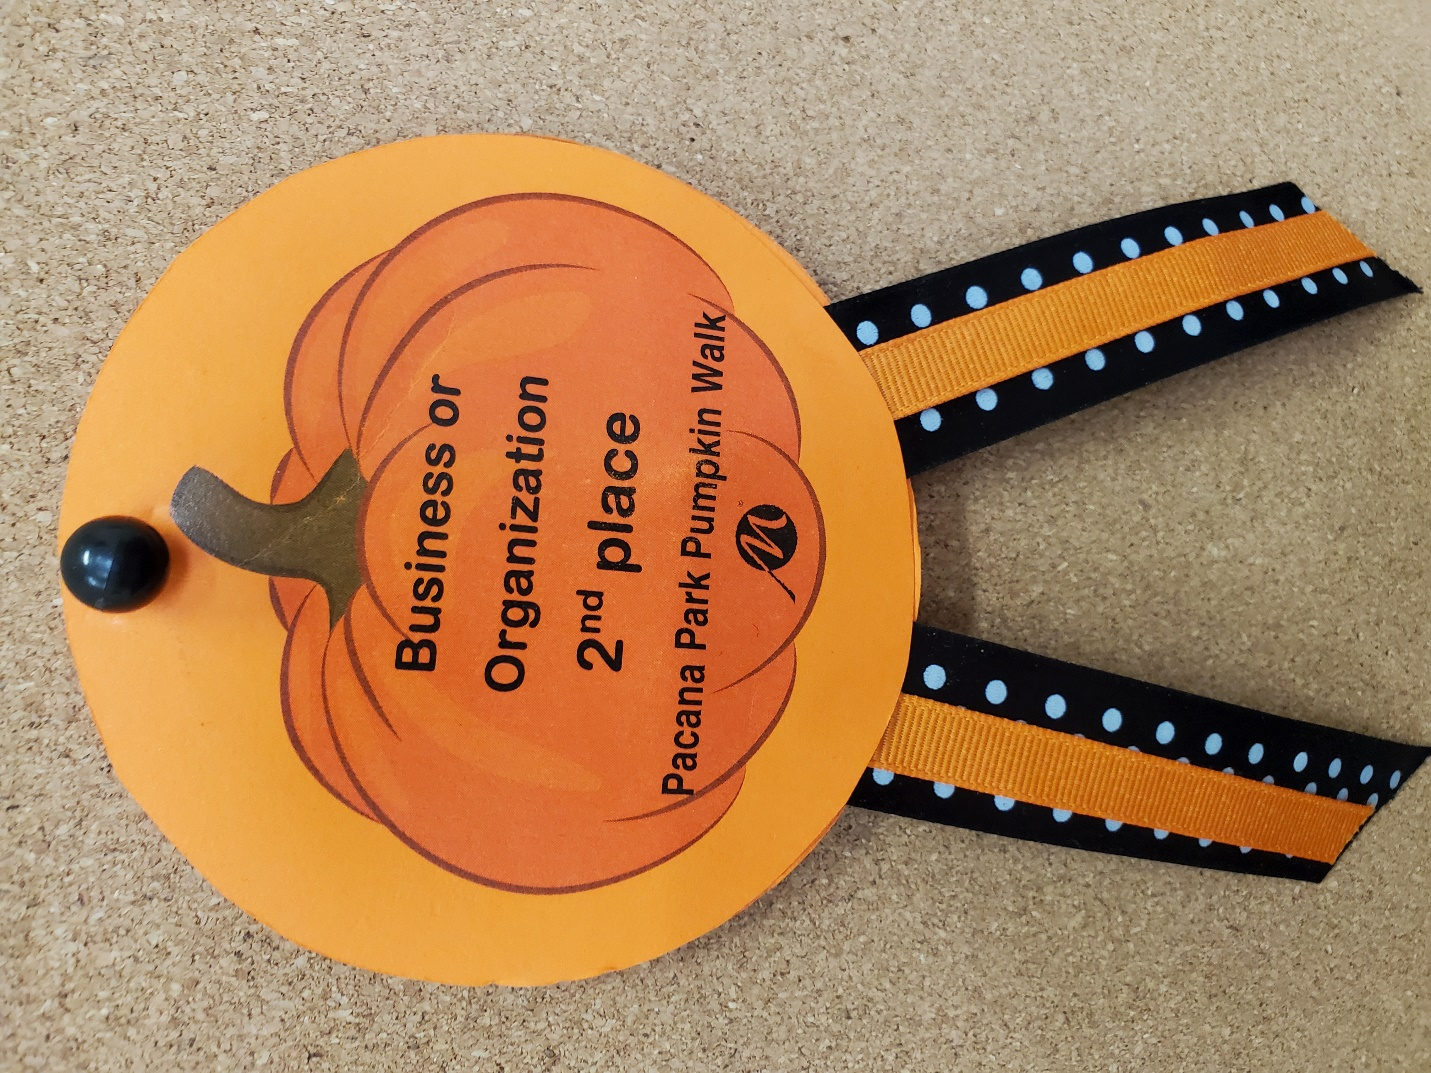 Business or
Organization
2nd place
Pacana Park Pumpkin Walk